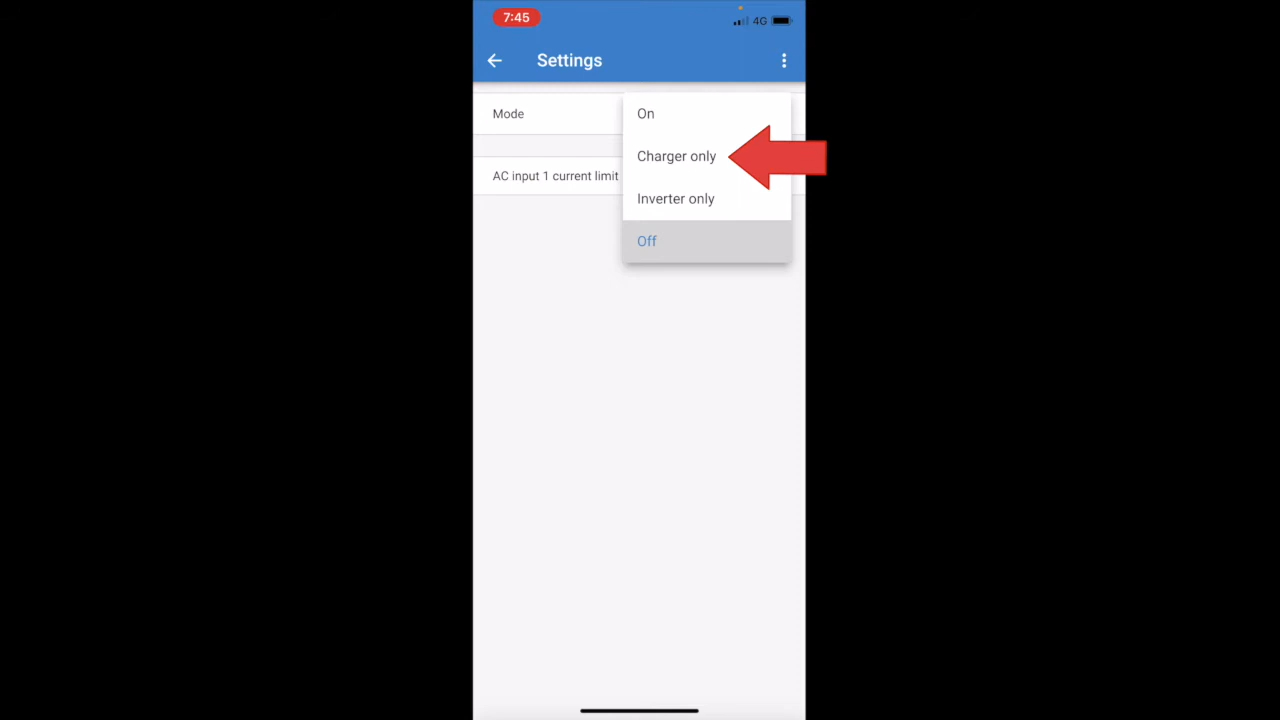 7:45
4G
Settings
Mode
On
Charger only
AC input 1 current limit
Inverter only
Off